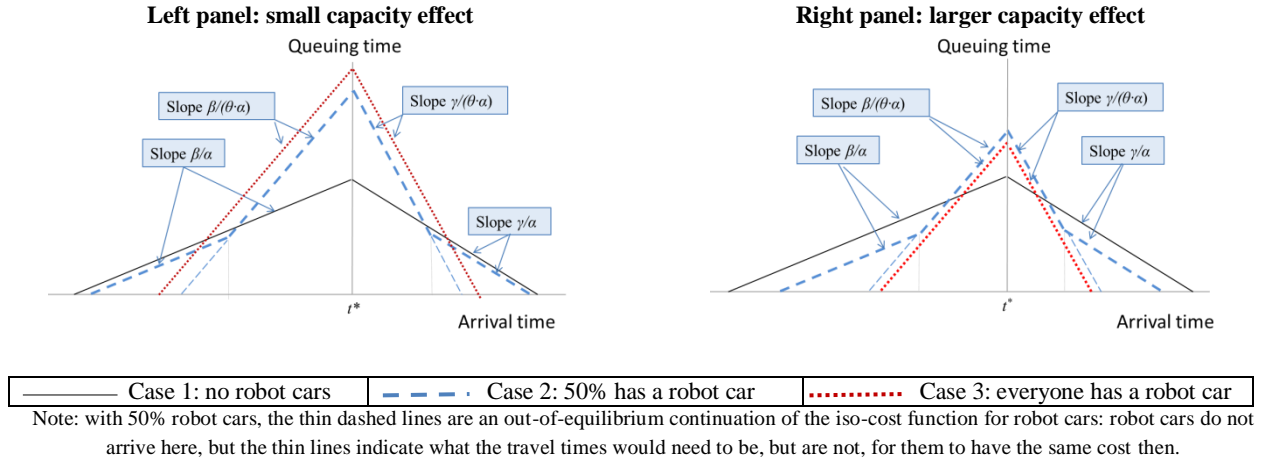 Left panel: small capacity effect
Queuing time
Slope β/(θ·α)
Slope γ/(θ·α)
Slope β/α
Slope γ/α
t*
Arrival time
Right panel: larger capacity effect
Queuing time
Slope β/(θ·α)
Slope γ/(θ·α)
Slope β/α
Slope γ/α
t*
Arrival time
Case 1: no robot cars Case 2: 50% has a robot car Case 3: everyone has a robot car
Note: with 50% robot cars, the thin dashed lines are an out-of-equilibrium continuation of the iso-cost function for robot cars: robot cars do not
arrive here, but the thin lines indicate what the travel times would need to be, but are not, for them to have the same cost then.